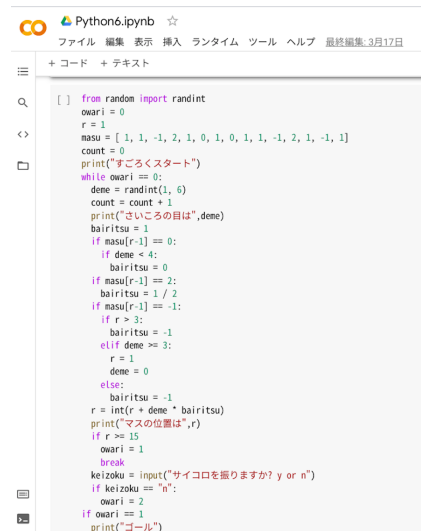 Python6.ipynb
ファイル 編集 表示 挿入 ランタイム ツール ヘルプ 最終編集: 3月17日
+ コード + テキスト
[ ] from random import randint
owari = 0
r = 1
masu = [ 1, 1, -1, 2, 1, 0, 1, 0, 1, 1, -1, 2, 1, -1, 1]
count = 0
print("すごろくスタート")
while owari == 0:
  deme = randint(1, 6)
  count = count + 1
  print("さいころの目は",deme)
  bairitsu = 1
  if masu[r-1] == 0:
    if deme < 4:
      bairitsu = 0
  if masu[r-1] == 2:
    bairitsu = 1 / 2
  if masu[r-1] == -1:
    if r > 3:
      bairitsu = -1
    elif deme >= 3:
      r = 1
      deme = 0
    else:
      bairitsu = -1
  r = int(r + deme * bairitsu)
  print("マスの位置は",r)
  if r >= 15
    owari = 1
    break
  keizoku = input("サイコロを振りますか? y or n")
  if keizoku == "n":
    owari = 2
if owari == 1
  print("ゴール")